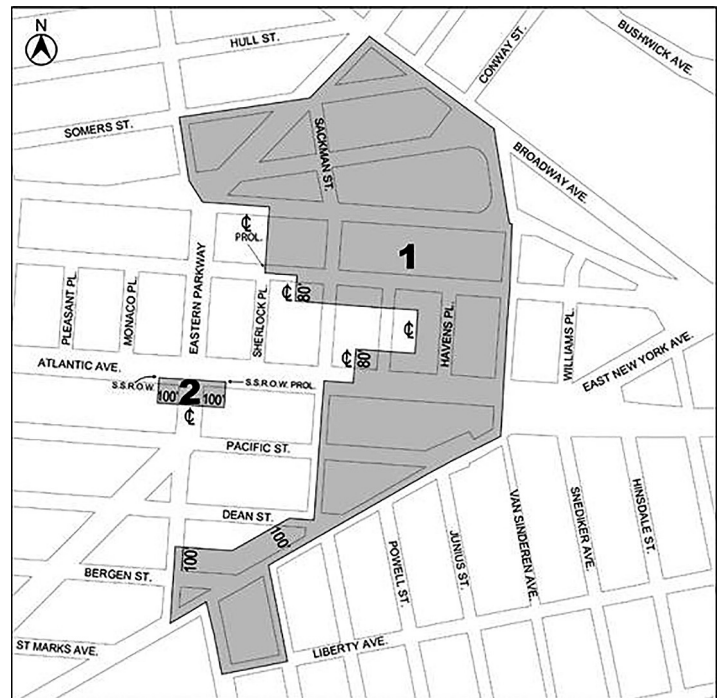 N
HULL ST.
CONWAY ST.
BUSHWICK AVE.
SOMERS ST.
SACKMAN ST.
BROADWAY AVE.
℄
PROL.
1
EASTERN PARKWAY
SHERLOCK PL.
℄
80'
PLEASANT PL.
MONACO PL.
℄
HAVENS PL.
WILLIAMS PL.
℄
80'
EAST NEW YORK AVE.
ATLANTIC AVE.
S.S.R.O.W.
S.S.R.O.W. PROL.
2
100'
100'
℄
PACIFIC ST.
DEAN ST.
100'
100'
BERGEN ST.
POWELL ST.
JUNIUS ST.
VAN SINDEREN AVE.
SNEDIKER AVE.
HINSDALE ST.
ST MARKS AVE.
LIBERTY AVE.